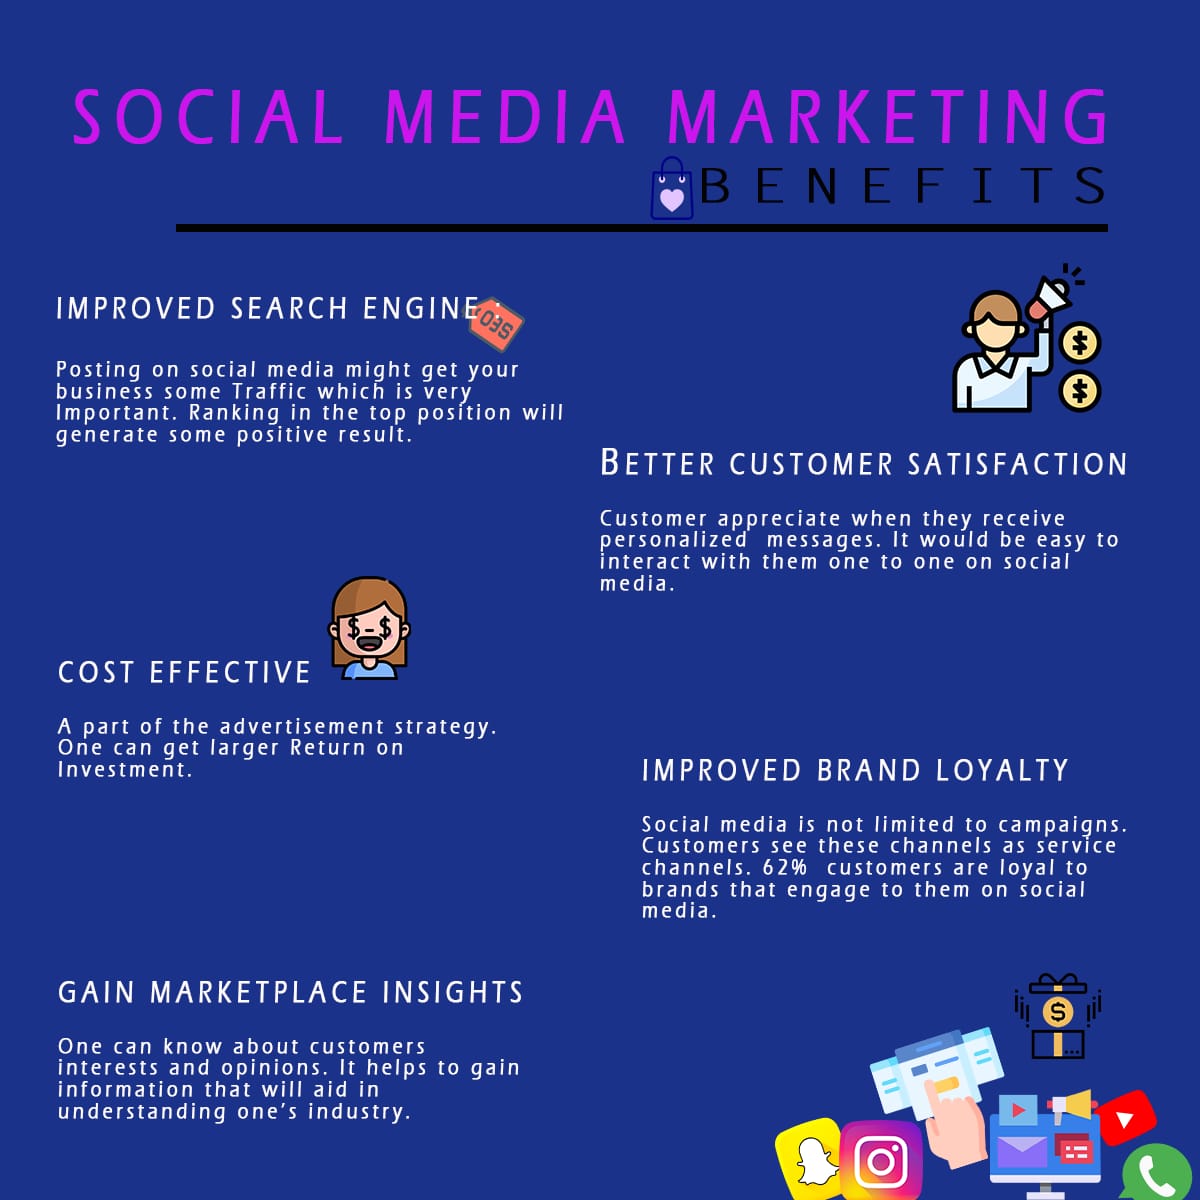 SOCIAL MEDIA MARKETING
BENEFITS
IMPROVED SEARCH ENGINE :
SEO
Posting on social media might get your
business some Traffic which is very
Important. Ranking in the top position will
generate some positive result.
BETTER CUSTOMER SATISFACTION
Customer appreciate when they receive
personalized messages. It would be easy to
interact with them one to one on social
media.
COST EFFECTIVE
A part of the advertisement strategy.
One can get larger Return on
Investment.
IMPROVED BRAND LOYALTY
Social media is not limited to campaigns.
Customers see these channels as service
channels. 62% customers are loyal to
brands that engage to them on social
media.
GAIN MARKETPLACE INSIGHTS
One can know about customers
interests and opinions. It helps to gain
information that will aid in
understanding one's industry.